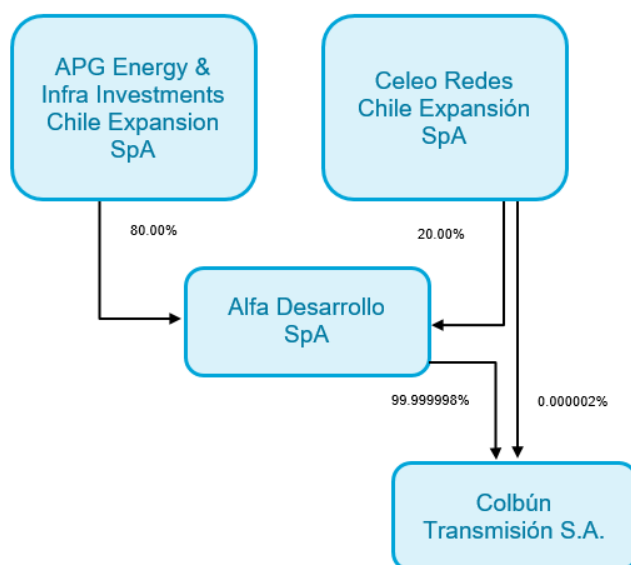 APG Energy &
Infra Investments
Chile Expansion
SpA
Celeo Redes
Chile Expansión
SpA
80.00%
20.00%
Alfa Desarrollo
SpA
99.999998%
0.000002%
Colbún
Transmisión S.A.